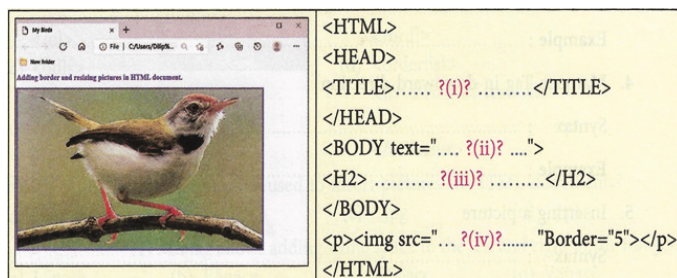 My Birds
File | C:/Users/Dilip%...
New folder
Adding border and resizing pictures in HTML document.
<HTML>
<HEAD>
<TITLE>...... ?(i)? ..........</TITLE>
</HEAD>
<BODY text=".... ?(ii)? ....">
<H2> .......... ?(iii)? ..........</H2>
</BODY>
<p><img src="... ?(iv)?....... "Border="5"></p>
</HTML>